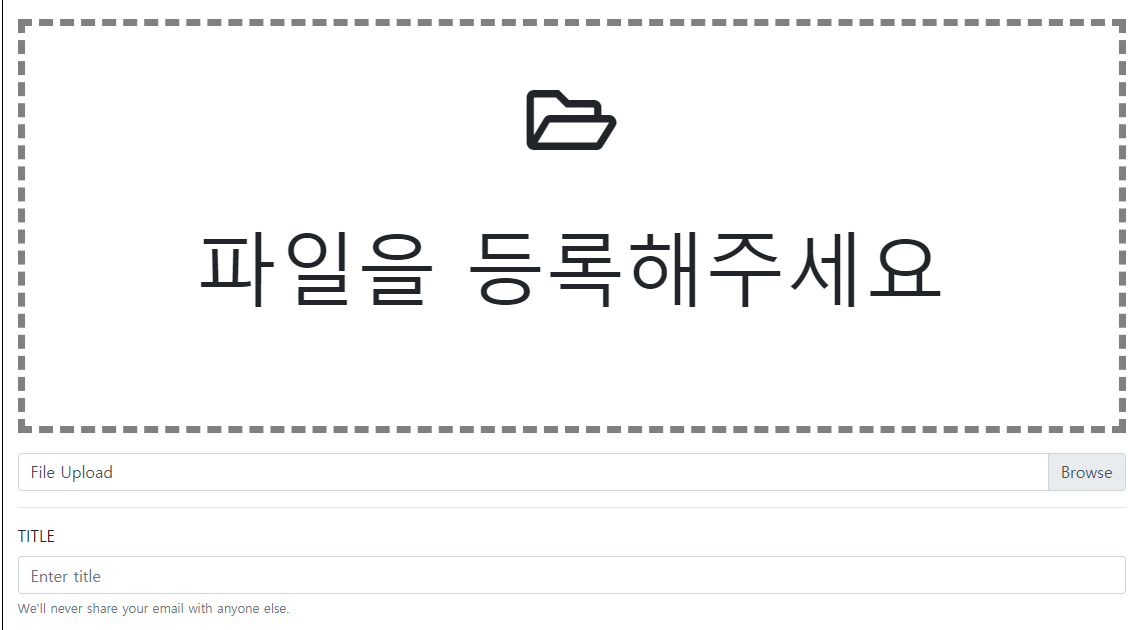 파일을 등록해주세요
File Upload
Browse
TITLE
Enter title
We'll never share your email with anyone else.